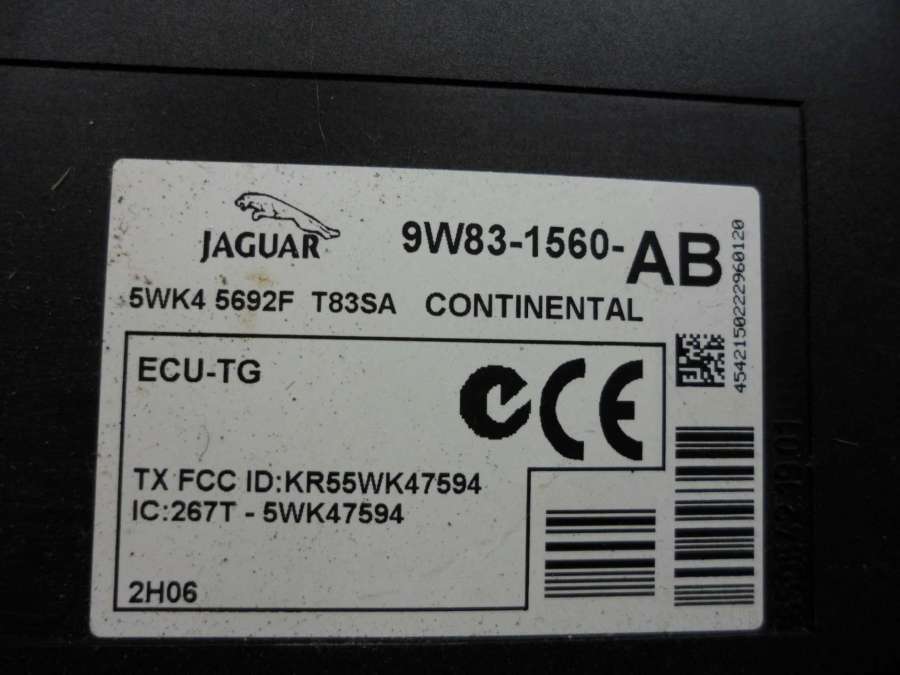 JAGUAR
9W83-1560-AB
5WK4 5692F T83SA CONTINENTAL
ECU-TG
CE
TX FCC ID:KR55WK47594
IC:267T - 5WK47594
2H06
45421502222960120